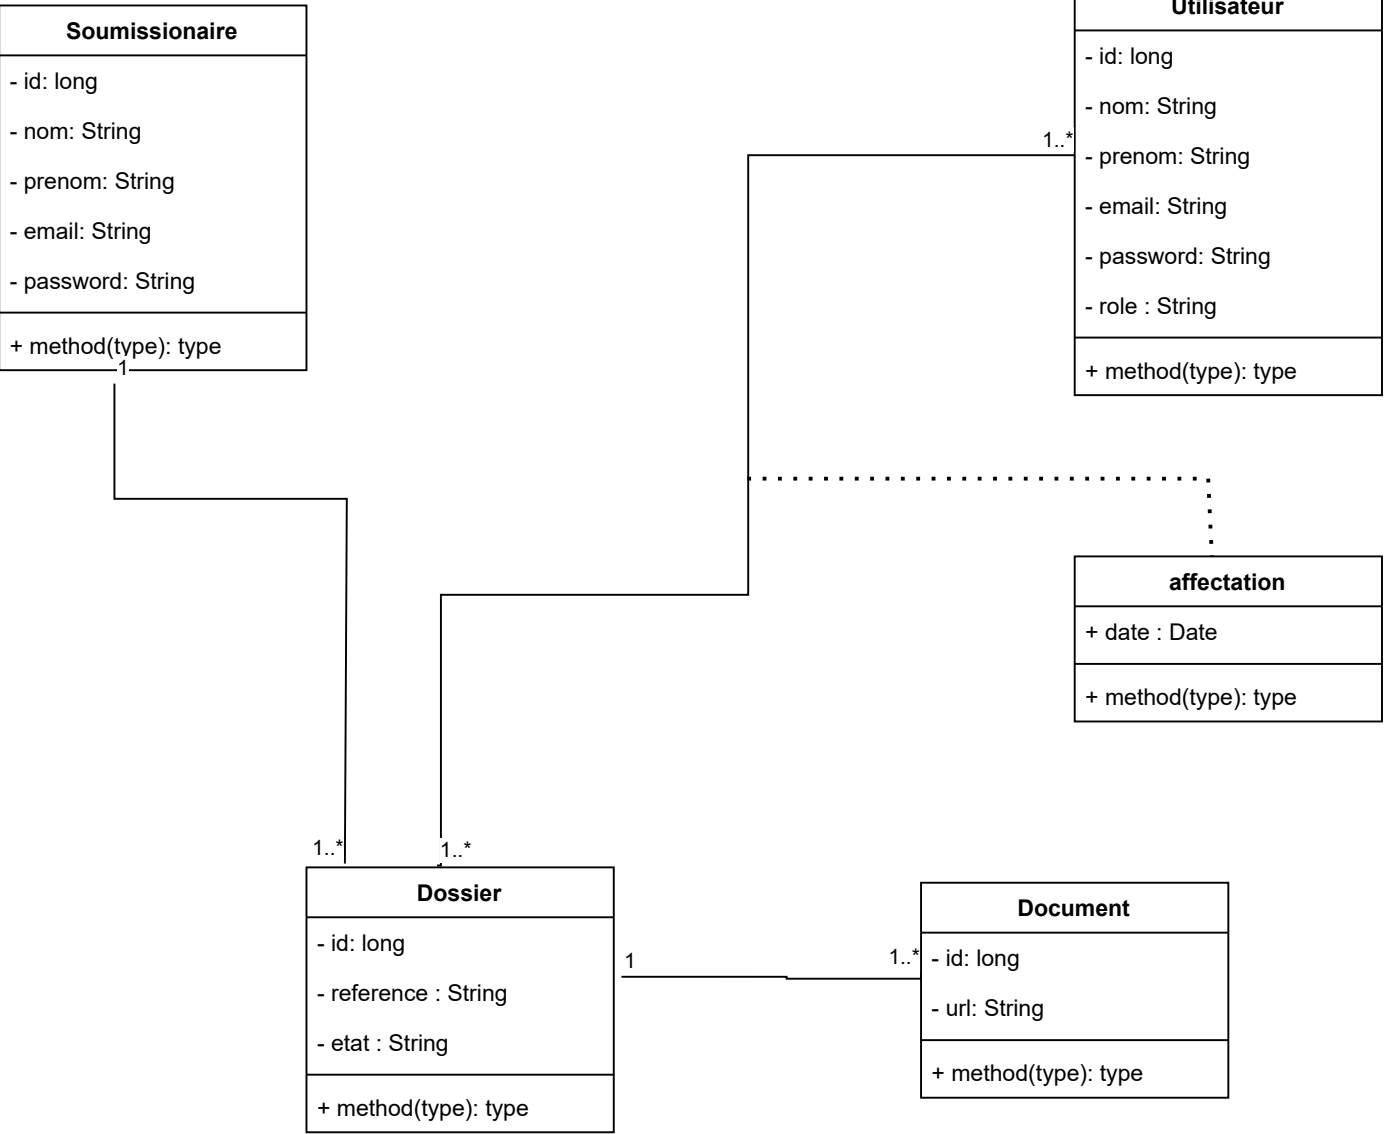 Soumissionaire
- id: long
- nom: String
- prenom: String
- email: String
- password: String
+ method(type): type
1
Utilisateur
- id: long
- nom: String
- prenom: String
- email: String
- password: String
- role : String
+ method(type): type
1..*
affectation
+ date : Date
+ method(type): type
1..*
1..*
Dossier
- id: long
- reference : String
- etat : String
+ method(type): type
1
1..*
Document
- id: long
- url: String
+ method(type): type